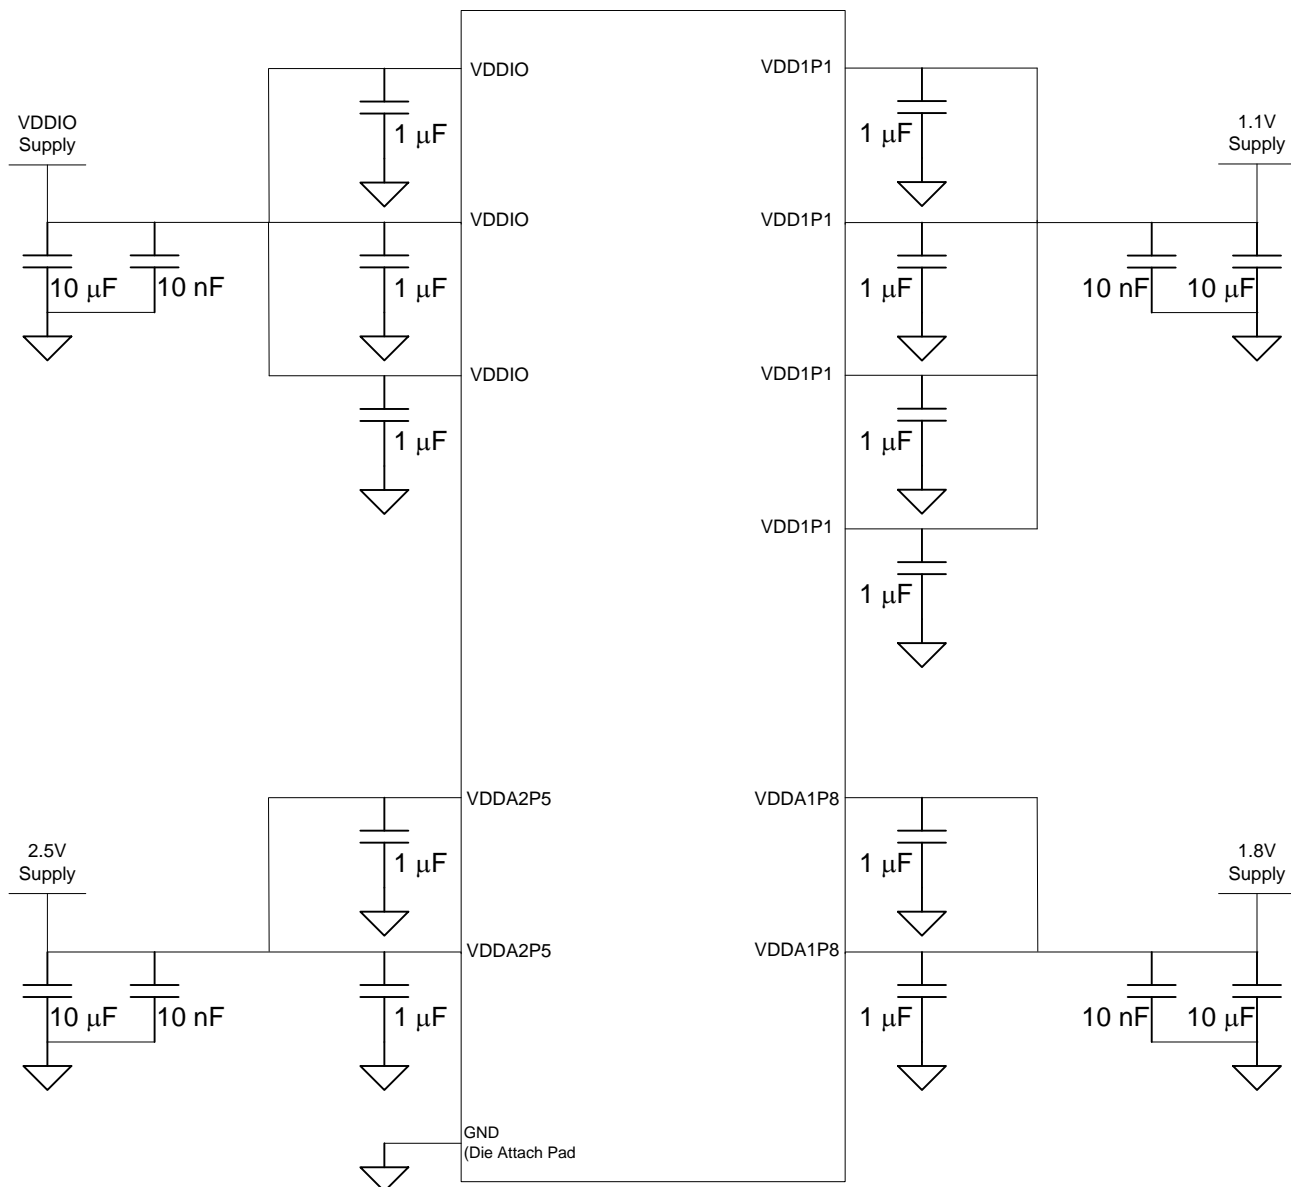 VDDIO
VDD1P1
1 μF
1 μF
VDDIO
Supply
1.1V
Supply
VDDIO
VDD1P1
10 μF
10 nF
1 μF
1 μF
10 nF
10 μF
VDDIO
VDD1P1
1 μF
1 μF
VDD1P1
1 μF
VDDA2P5
VDDA1P8
1 μF
1 μF
2.5V
Supply
1.8V
Supply
VDDA2P5
VDDA1P8
10 μF
10 nF
1 μF
1 μF
10 nF
10 μF
GND
(Die Attach Pad